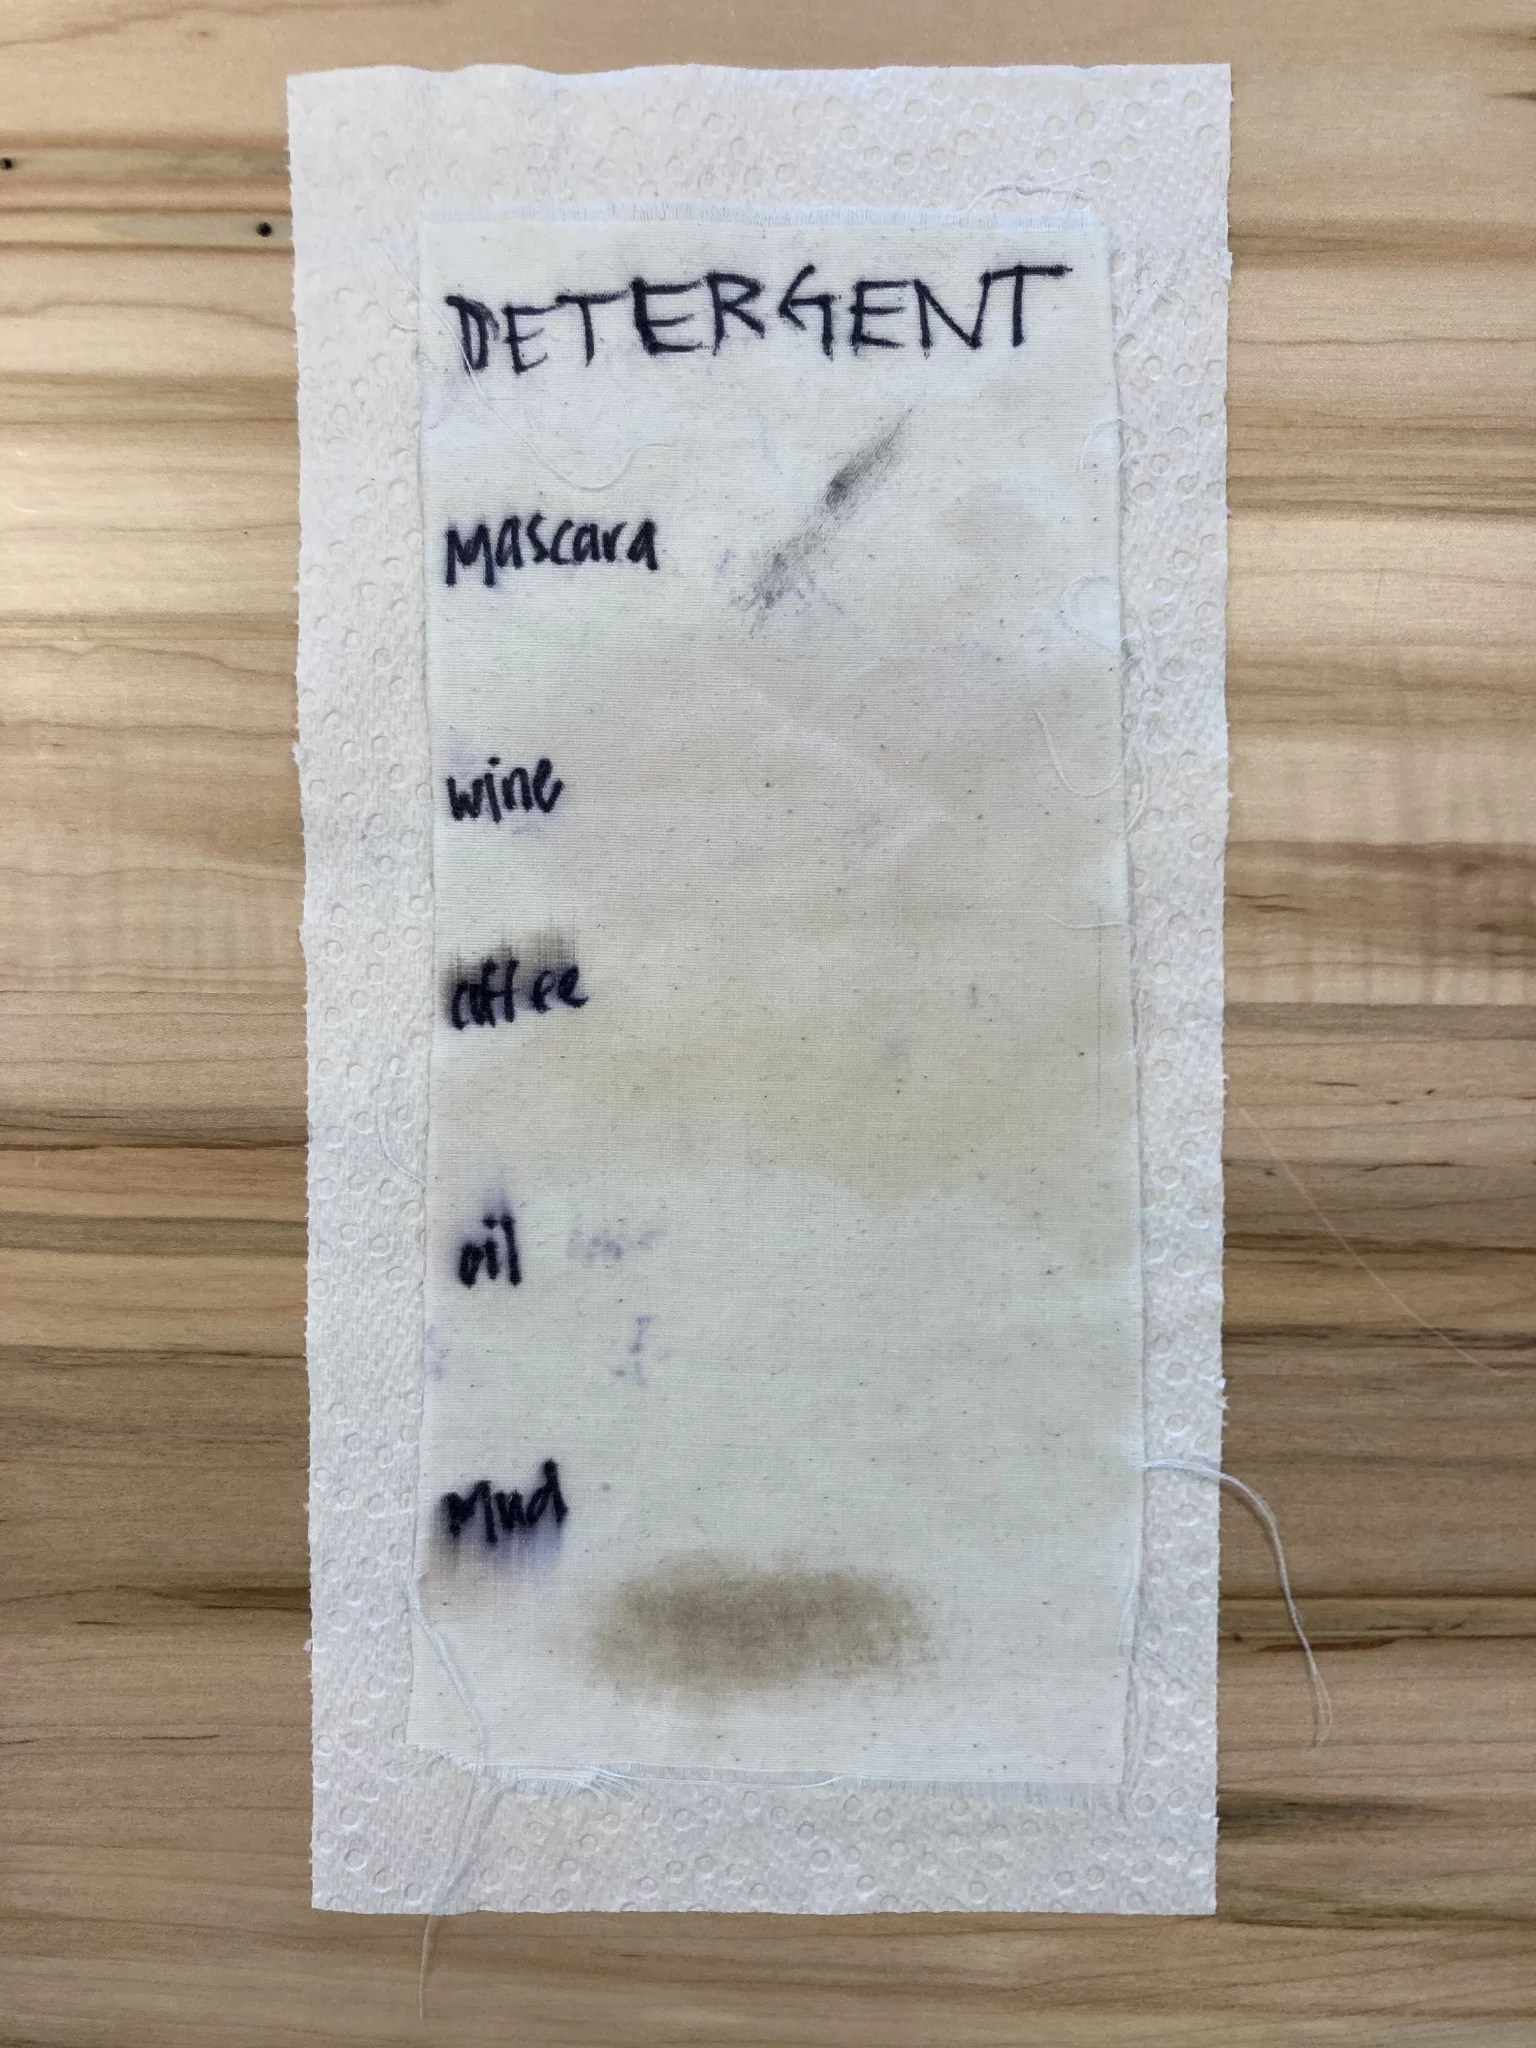 DETERGENT
Mascara
wine
coffee
oil
Mud